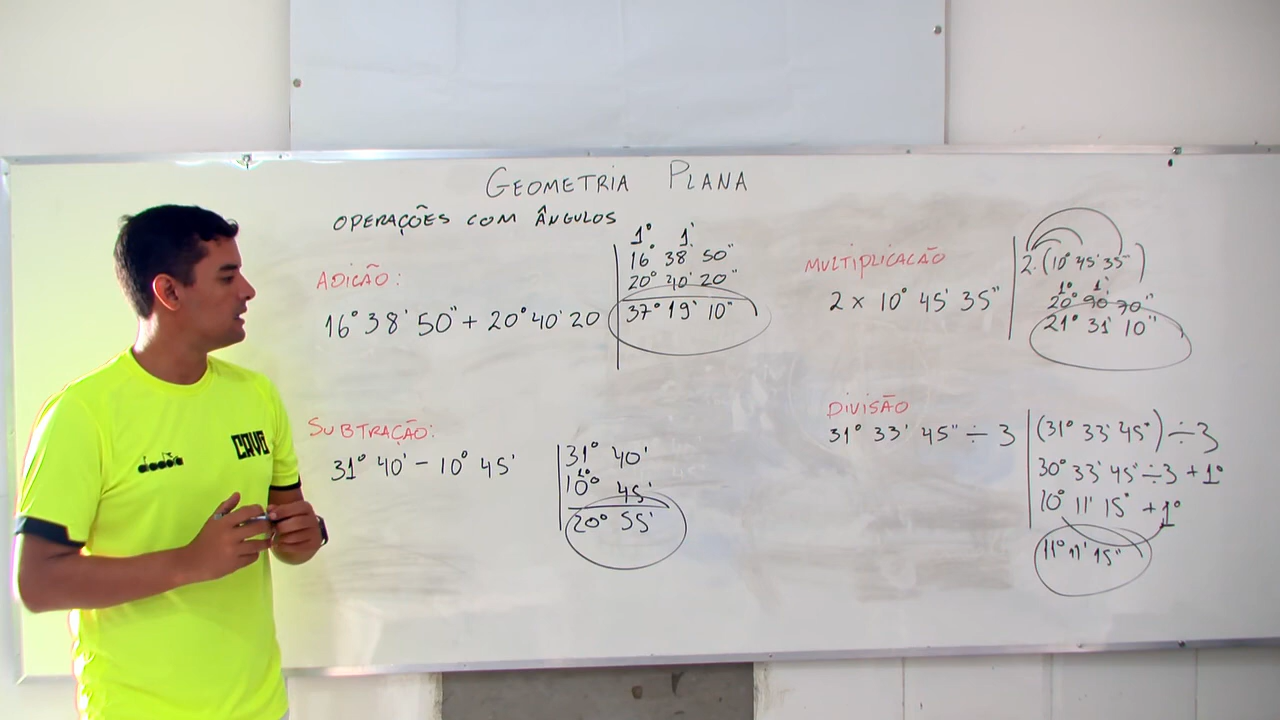 GEOMETRIA PLANA
OPERAÇÕES COM ÂNGULOS
ADIÇÃO:
16° 38' 50" + 20° 40' 20
1° 1'
16° 38' 50"
20° 40' 20"
37° 19' 10"
SUBTRAÇÃO:
31° 40' - 10° 45'
31° 40'
1°
10° 45'
20° 55'
MULTIPLICAÇÃO
2 × 10° 45' 35"
2.(10° 45' 35")
1° 1'
20° 90' 70"
21° 31' 10"
DIVISÃO
31° 33' 45" ÷ 3
(31° 33' 45") ÷ 3
30° 33' 45" ÷ 3 + 1°
10° 11' 15" + 1°
11° 11' 15"
diadora
CAVG